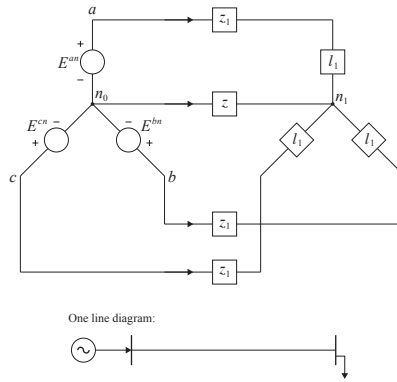 a
z₁
+
Eᵃⁿ
l₁
−
n₀
z
n₁
Eᶜⁿ
−
−
Eᵇⁿ
l₁
l₁
+
+
c
b
z₁
z₁
One line diagram: